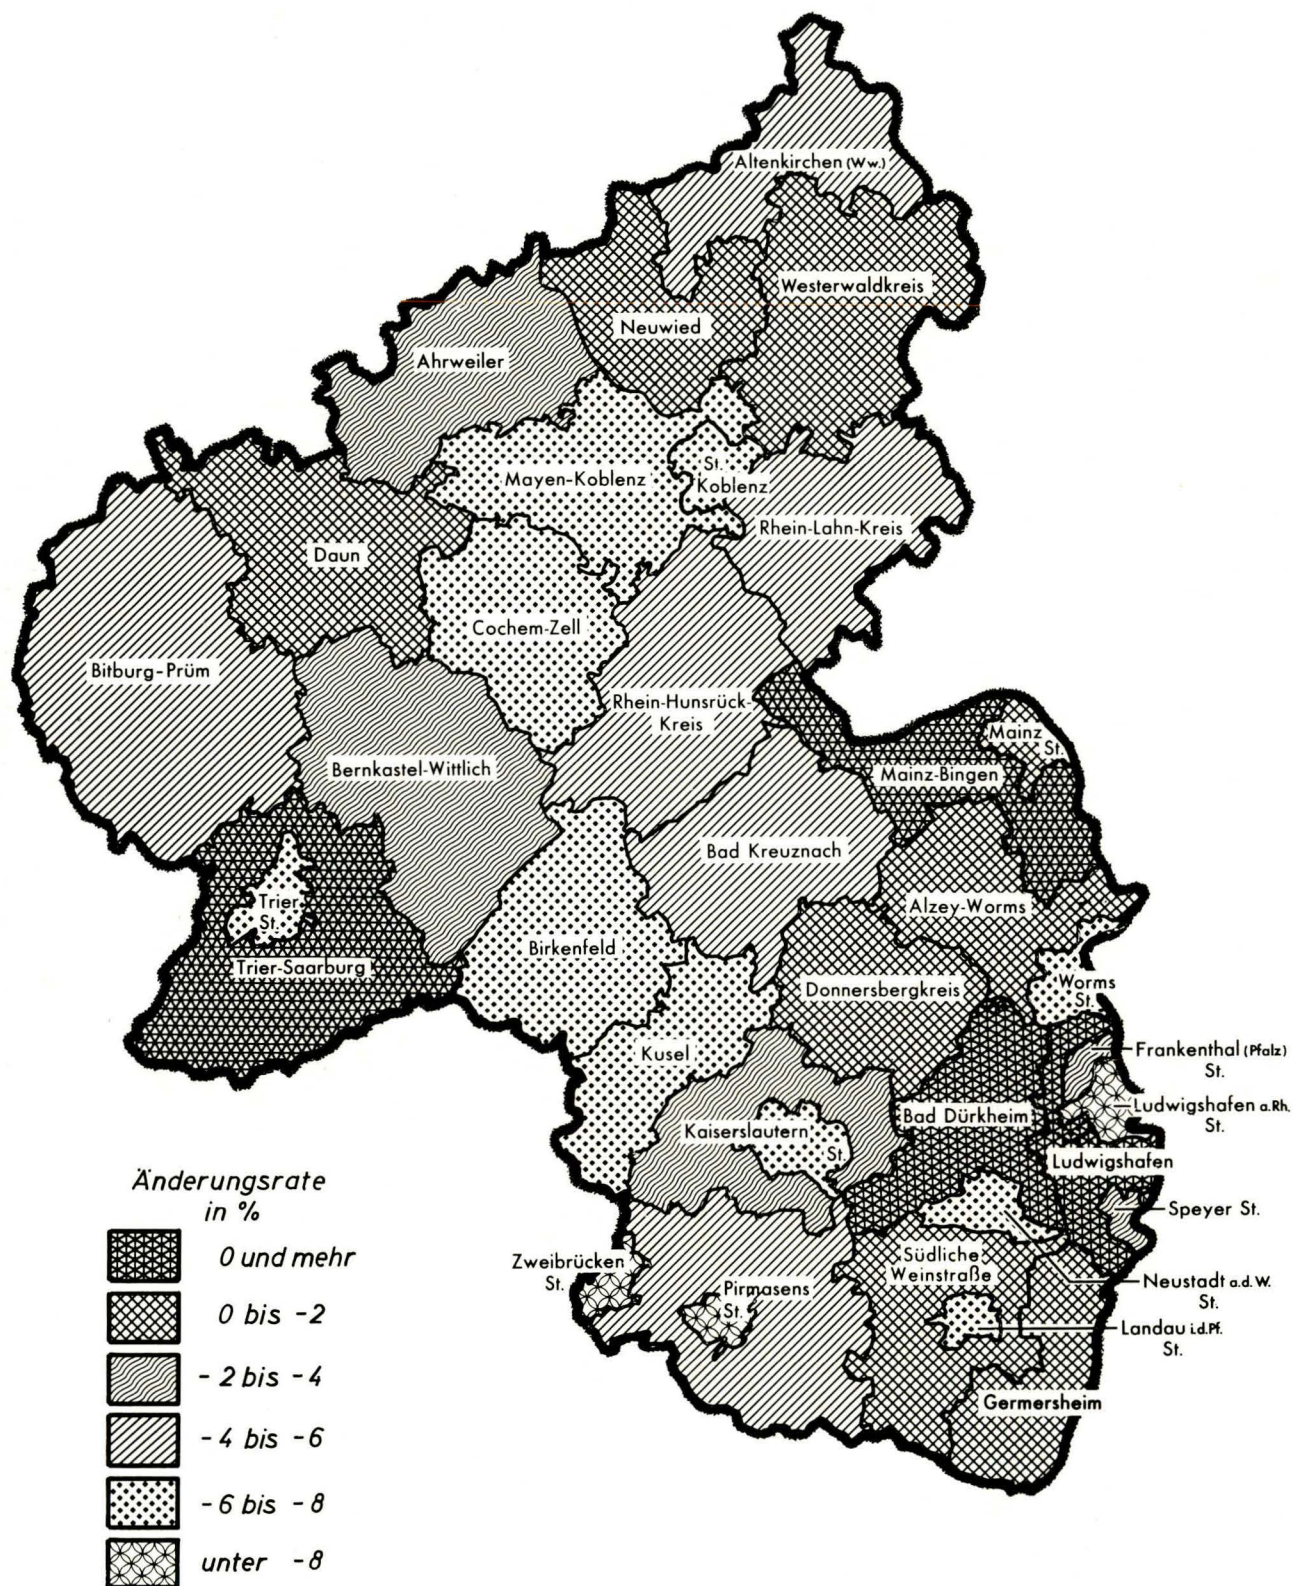 Altenkirchen (Ww.)
Westerwaldkreis
Neuwied
Ahrweiler
St.
Koblenz
Mayen-Koblenz
Rhein-Lahn-Kreis
Daun
Cochem-Zell
Bitburg-Prüm
Rhein-Hunsrück-
Kreis
Mainz
St.
Bernkastel-Wittlich
Mainz-Bingen
Bad Kreuznach
Trier
St.
Alzey-Worms
Birkenfeld
Trier-Saarburg
Donnersbergkreis
Worms
St.
Kusel
Frankenthal (Pfalz)
St.
Ludwigshafen a.Rh.
St.
Bad Dürkheim
Kaiserslautern
St.
Ludwigshafen
Speyer St.
Südliche
Weinstraße
Zweibrücken
St.
Pirmasens
St.
Neustadt a.d.W.
St.
Landau i.d.Pf.
St.
Germersheim
Änderungsrate
in %
0 und mehr
0 bis -2
-2 bis -4
-4 bis -6
-6 bis -8
unter -8